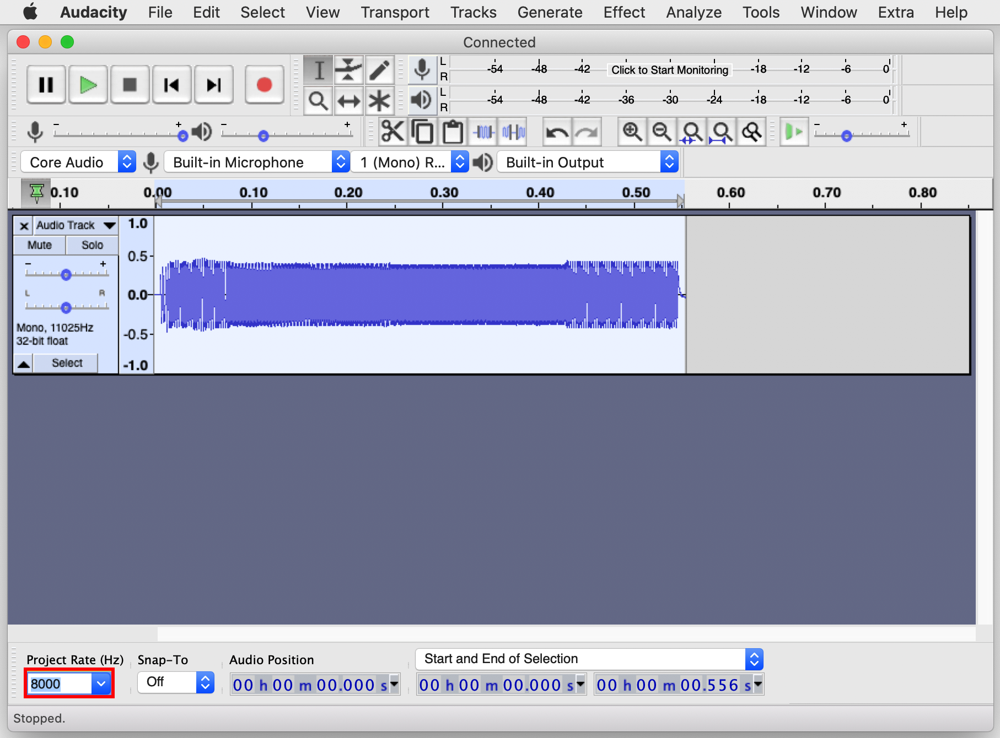 Audacity File Edit Select View Transport Tracks Generate Effect Analyze Tools Window Extra Help
Connected
L -54 -48 -42 Click to Start Monitoring -18 -12 -6 0
R
L -54 -48 -42 -36 -30 -24 -18 -12 -6 0
R
- + - + - +
Core Audio Built-in Microphone 1 (Mono) R... Built-in Output
0.10 0.00 0.10 0.20 0.30 0.40 0.50 0.60 0.70 0.80
Audio Track 1.0
Mute Solo
0.5
- +
L R
0.0
Mono, 11025Hz
-0.5
32-bit float
Select -1.0
Project Rate (Hz) Snap-To Audio Position Start and End of Selection
8000 Off 00 h 00 m 00.000 s 00 h 00 m 00.000 s 00 h 00 m 00.556 s
Stopped.